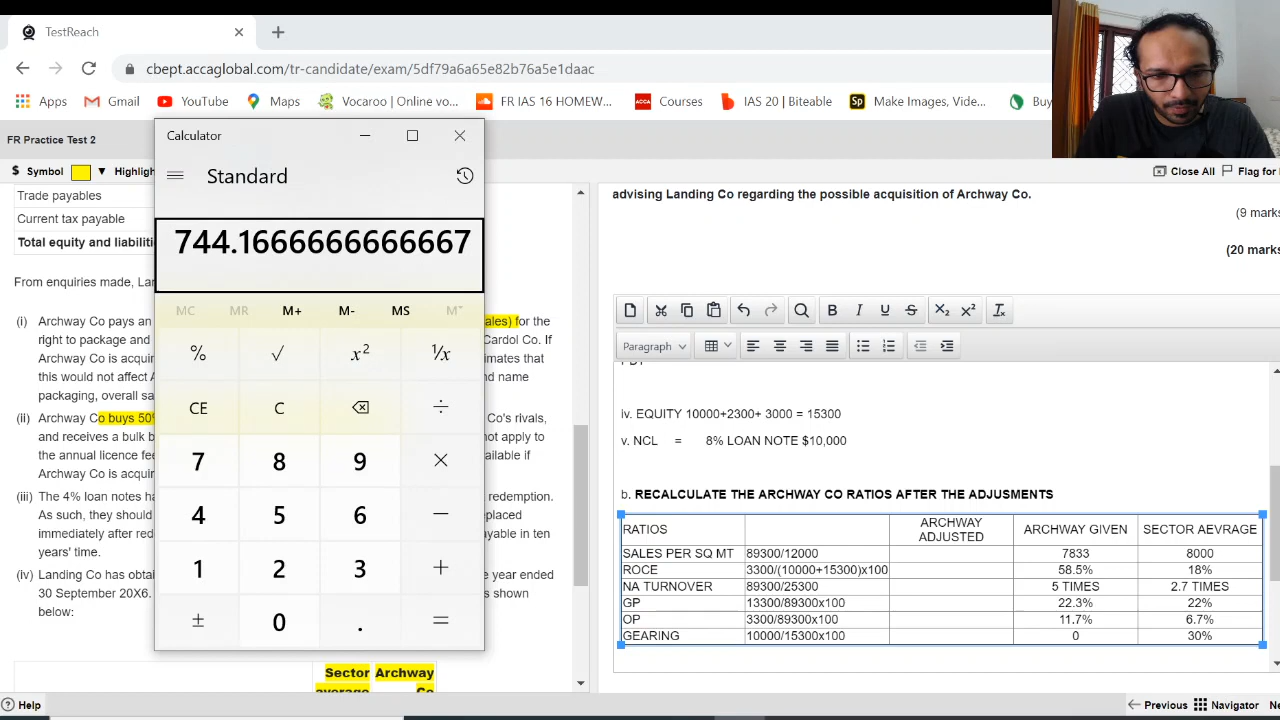 TestReach
cbept.accaglobal.com/tr-candidate/exam/5df79a6a65e82b76a5e1daac
Apps Gmail YouTube Maps Vocaroo | Online vo... FR IAS 16 HOMEW... ACCA Courses IAS 20 | Biteable Sp Make Images, Vide... Buy
FR Practice Test 2
$ Symbol Highligh
Close All Flag for
Trade payables
Current tax payable
Total equity and liabiliti
From enquiries made, Lan
(i) Archway Co pays an ales) for the
right to package and Cardol Co. If
Archway Co is acquir imates that
this would not affect A nd name
packaging, overall sa
(ii) Archway Co buys 50% Co's rivals,
and receives a bulk b not apply to
the annual licence fee ailable if
Archway Co is acquir
(iii) The 4% loan notes ha redemption.
As such, they should placed
immediately after red payable in ten
years' time.
(iv) Landing Co has obtai e year ended
30 September 20X6. s shown
below:
Sector Archway
average Co
Calculator
Standard
744.1666666666667
MC MR M+ M- MS M
% √ x² ¹/x
CE C ÷
7 8 9 ×
4 5 6 −
1 2 3 +
± 0 . =
advising Landing Co regarding the possible acquisition of Archway Co.
(9 marks
(20 marks
B I U S X₂ x² Ix
Paragraph
iv. EQUITY 10000+2300+ 3000 = 15300
v. NCL = 8% LOAN NOTE $10,000
b. RECALCULATE THE ARCHWAY CO RATIOS AFTER THE ADJUSMENTS
RATIOS ARCHWAY ADJUSTED ARCHWAY GIVEN SECTOR AEVRAGE
SALES PER SQ MT 89300/12000 7833 8000
ROCE 3300/(10000+15300)x100 58.5% 18%
NA TURNOVER 89300/25300 5 TIMES 2.7 TIMES
GP 13300/89300x100 22.3% 22%
OP 3300/89300x100 11.7% 6.7%
GEARING 10000/15300x100 0 30%
Help
Previous Navigator Ne